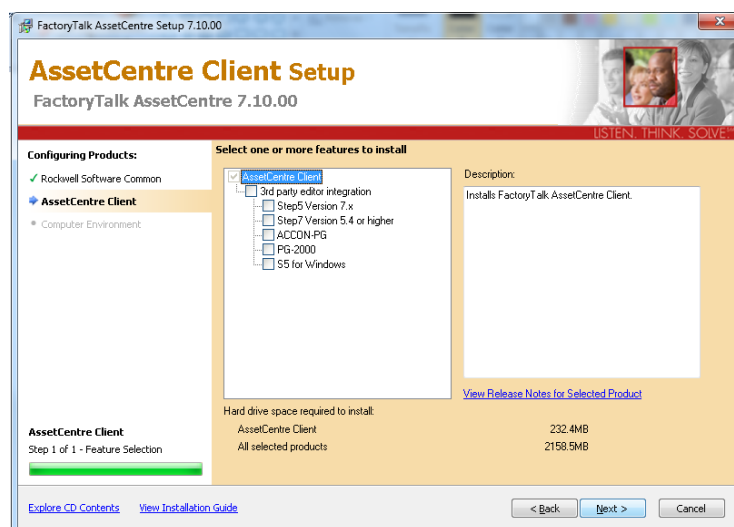 FactoryTalk AssetCentre Setup 7.10.00
x
AssetCentre Client Setup
FactoryTalk AssetCentre 7.10.00
LISTEN. THINK. SOLVE.
Configuring Products:
Rockwell Software Common
AssetCentre Client
Computer Environment
Select one or more features to install
AssetCentre Client
3rd party editor integration
Step5 Version 7.x
Step7 Version 5.4 or higher
ACCON-PG
PG-2000
S5 for Windows
Description:
Installs FactoryTalk AssetCentre Client.
View Release Notes for Selected Product
Hard drive space required to install:
AssetCentre Client 232.4MB
All selected products 2158.5MB
AssetCentre Client
Step 1 of 1 - Feature Selection
Explore CD Contents View Installation Guide < Back Next > Cancel